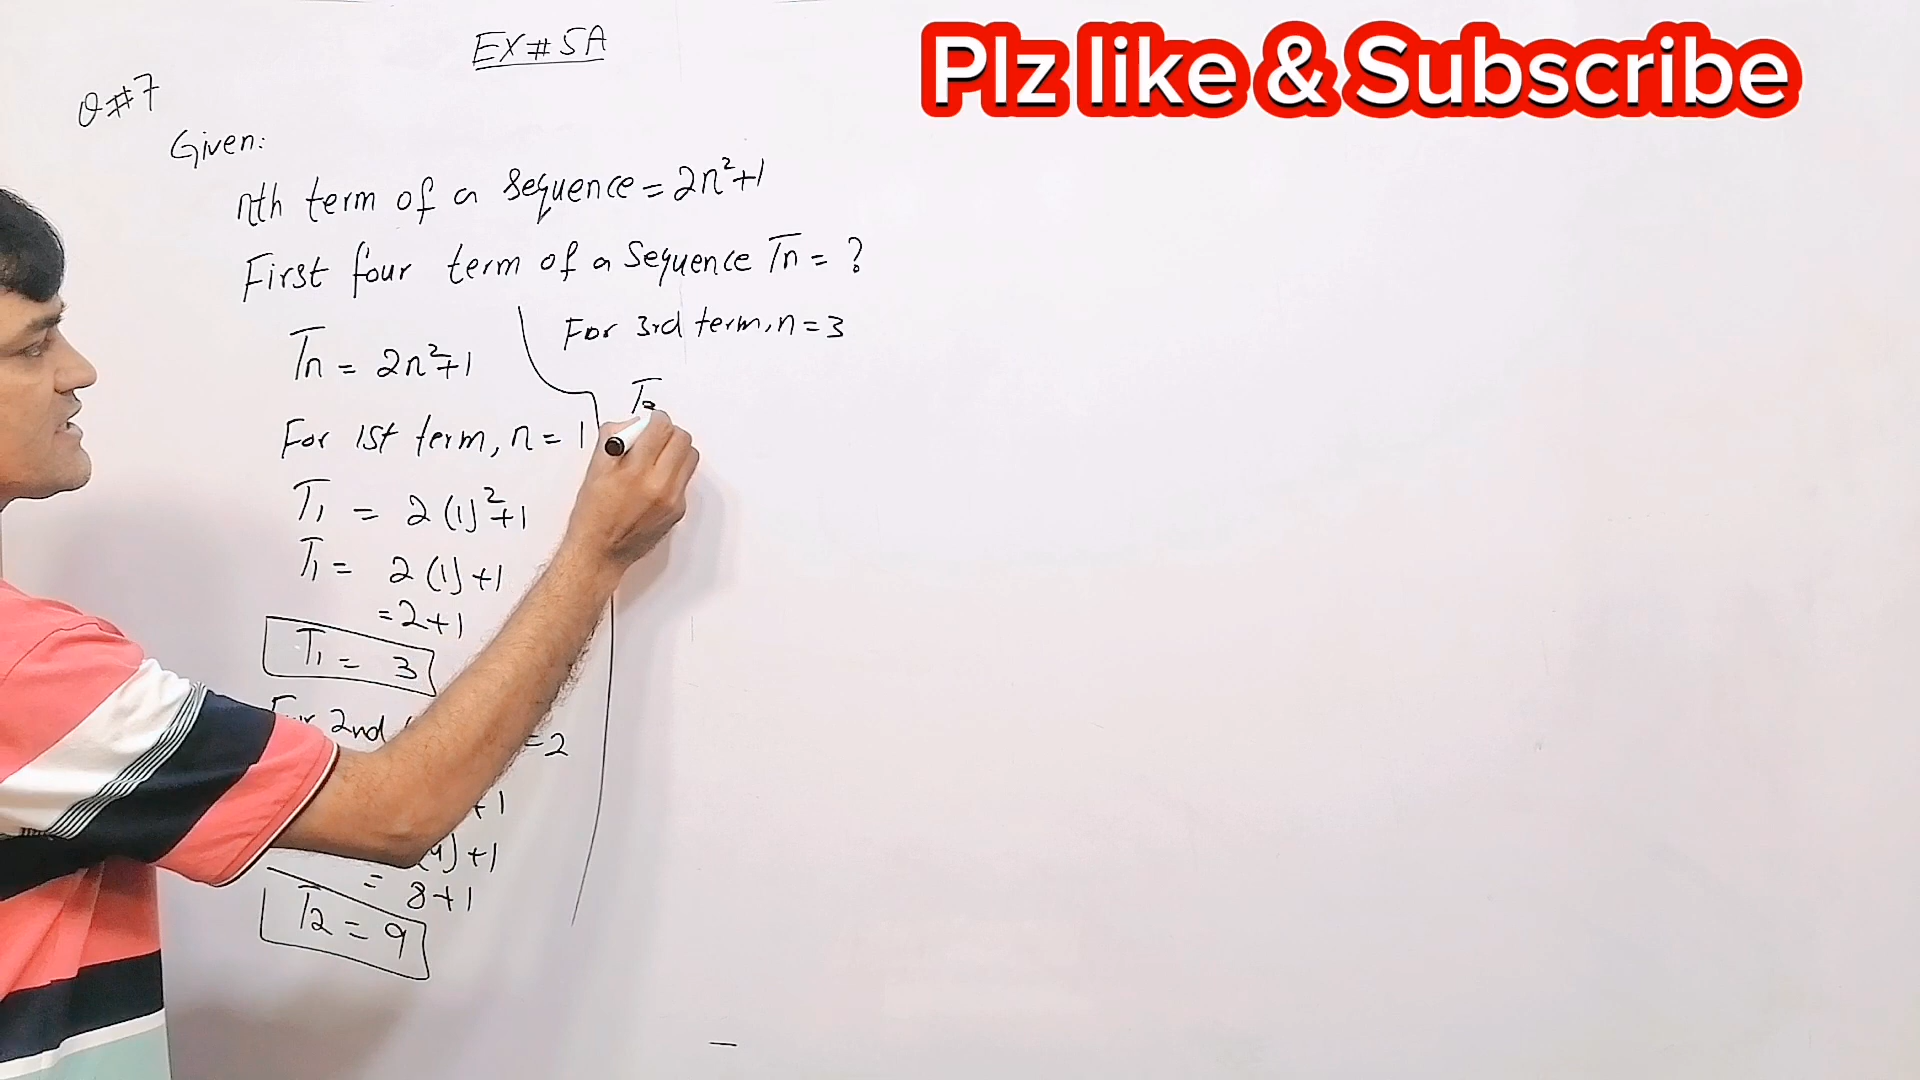 EX#5A
Plz like & Subscribe
Q#7
Given:
nth term of a sequence = 2n²+1
First four term of a Sequence Tn = ?
Tn = 2n²+1
For 1st term, n = 1
T1 = 2(1)²+1
T1 = 2(1)+1
=2+1
T1 = 3
For 2nd =2
+1
(4)+1
= 8+1
T2 = 9
For 3rd term, n=3